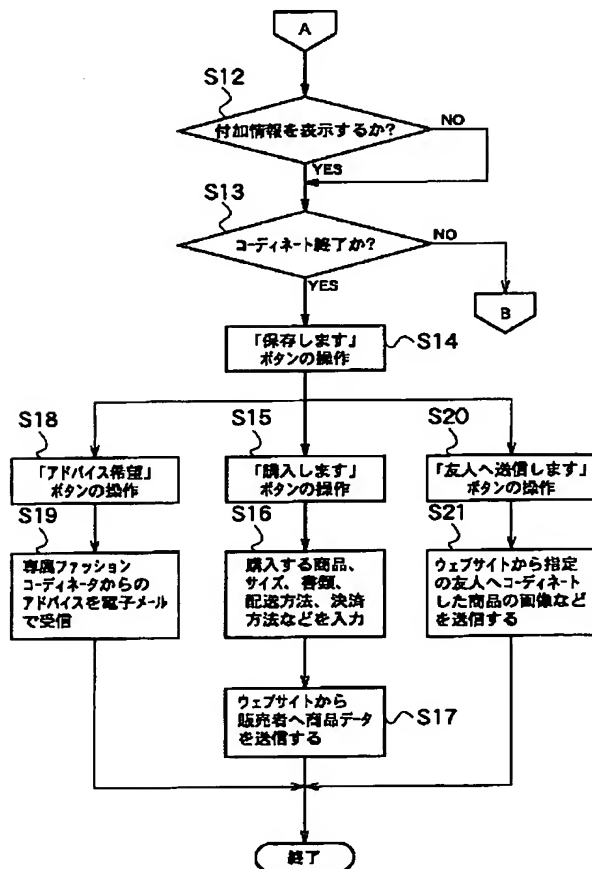 A
S12
付加情報を表示するか?
NO
YES
S13
コーディネート終了か?
NO
YES
B
「保存します」
ボタンの操作
S14
S18
「アドバイス希望」
ボタンの操作
S15
「購入します」
ボタンの操作
S20
「友人へ送信します」
ボタンの操作
S19
専属ファッション
コーディネータからの
アドバイスを電子メール
で受信
S16
購入する商品、
サイズ、書類、
配送方法、決済
方法などを入力
S21
ウェブサイトから指定
の友人へコーディネート
した商品の画像など
を送信する
ウェブサイトから
販売者へ商品データ
を送信する
S17
終了